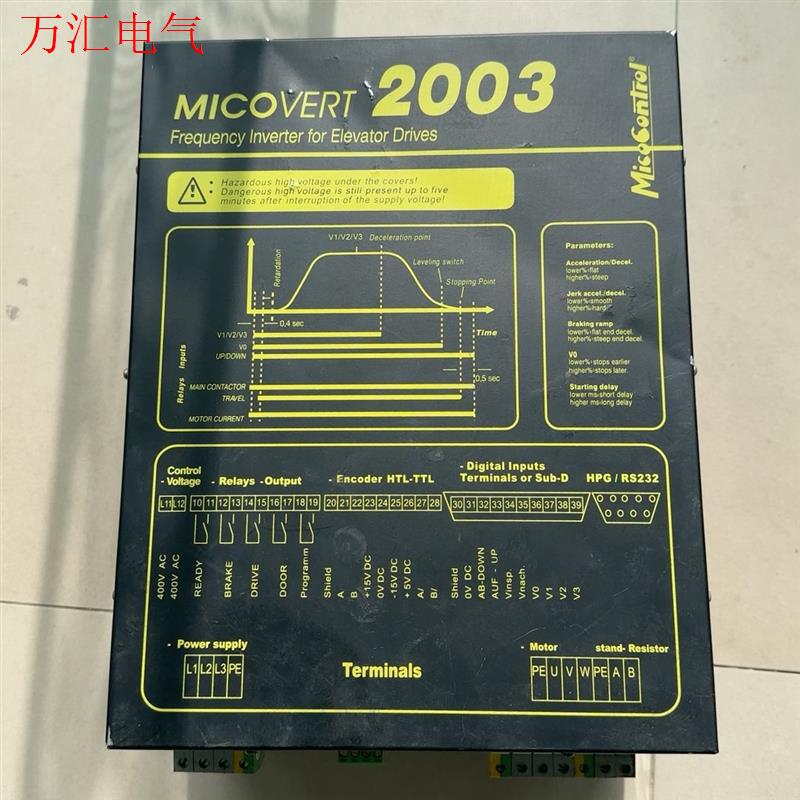 万汇电气®
MICOVERT 2003
Frequency Inverter for Elevator Drives
MicoControl®
: Hazardous high voltage under the covers!
: Dangerous high voltage is still present up to five
minutes after interruption of the supply voltage!
V1/V2/V3 Deceleration point
Retardation
Leveling switch
Stopping Point
0,4 sec
Time
Relays Inputs
V1/V2/V3
V0
UP/DOWN
0,5 sec
MAIN CONTACTOR
TRAVEL
MOTOR CURRENT
Parameters:
Acceleration/Decel.
lower%=flat
higher%=steep
Jerk accel./decel.
lower%=smooth
higher%=hard
Braking ramp
lower%=flat end decel.
higher%=steep end decel.
V0
lower%=stops earlier
higher%=stops later.
Starting delay
lower ms=short delay
higher ms=long delay
Control
- Voltage
- Relays - Output
- Encoder HTL-TTL
- Digital Inputs
Terminals or Sub-D
HPG / RS232
L11 L12
10 11 12 13 14 15 16 17 18 19
20 21 22 23 24 25 26 27 28
30 31 32 33 34 35 36 37 38 39
400V AC
400V AC
READY
BRAKE
DRIVE
DOOR
Programm
Shield
A
B
+15V DC
0V DC
-15V DC
+5V DC
A/
B/
Shield
0V DC
AB-DOWN
AUF - UP
Vinsp.
Vnach.
V0
V1
V2
V3
- Power supply
L1 L2 L3 PE
Terminals
- Motor
stand- Resistor
PE U V W PE A B